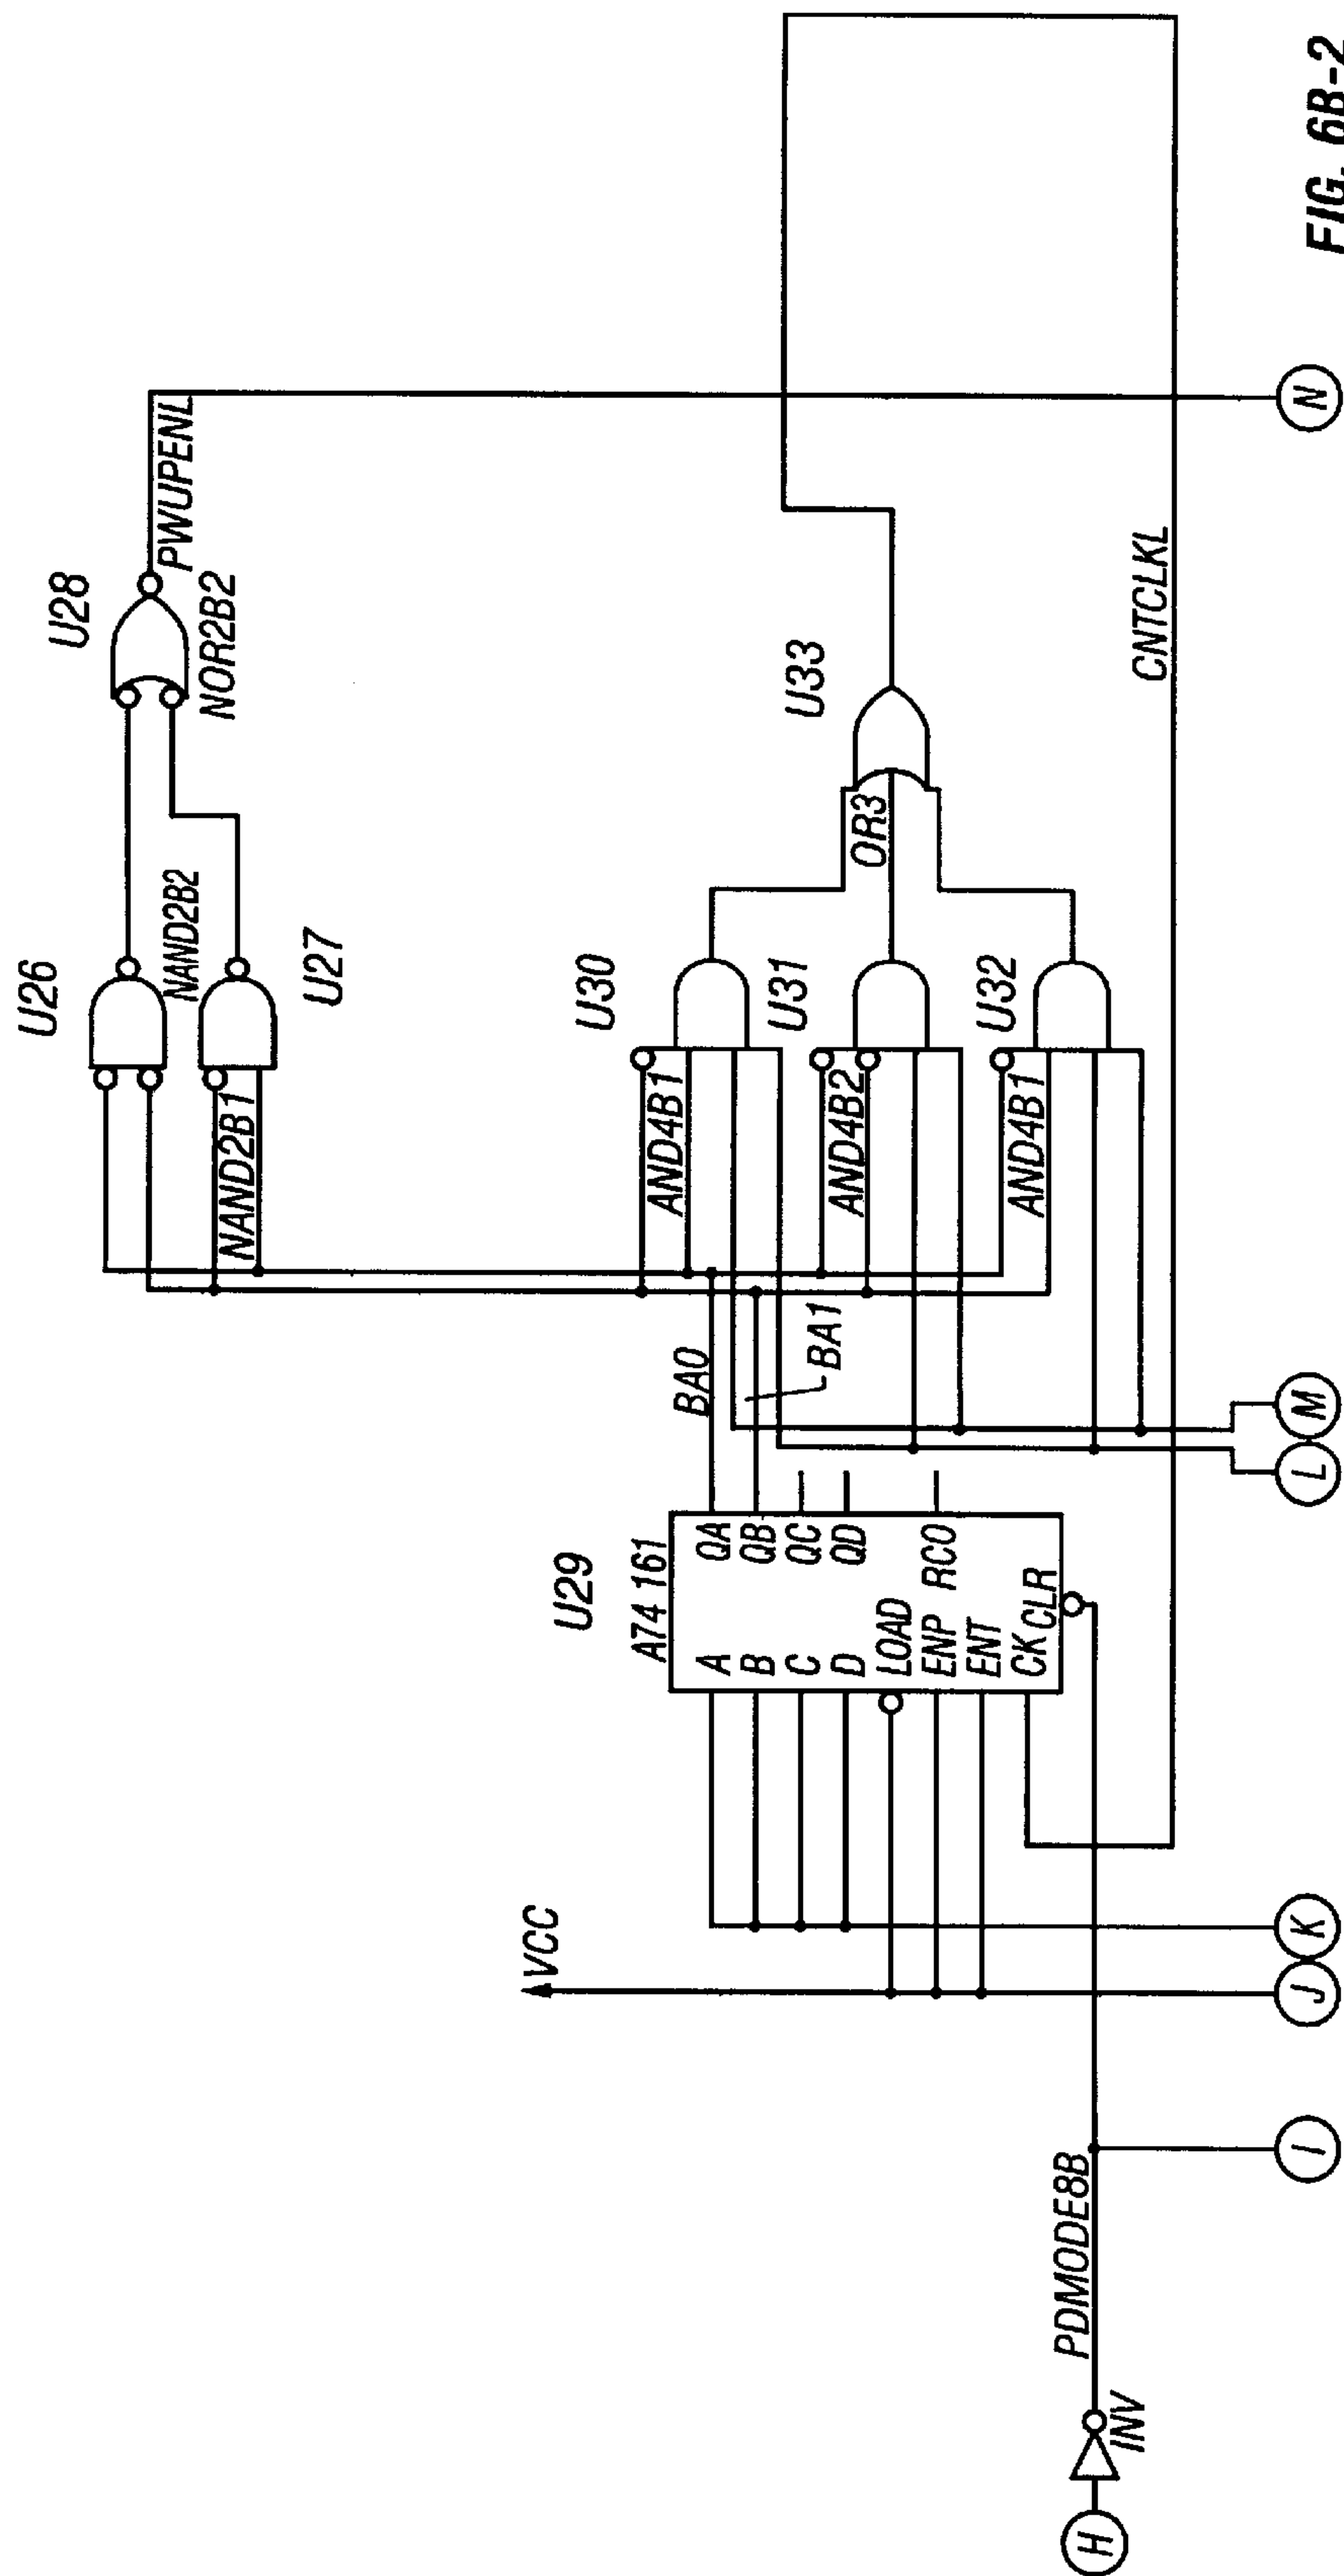 U26
NAND2B2
NAND2B1
U27
U28
NOR2B2
PWUPENL
VCC
U29
A74 161
A
B
C
D
LOAD
ENP
ENT
CK
CLR
QA
QB
QC
QD
RCO
BA0
BA1
U30
AND4B1
U31
AND4B2
U32
AND4B1
U33
OR3
CNTCLKL
PDMODE8B
INV
H
I
J
K
L
M
N
FIG. 6B-2